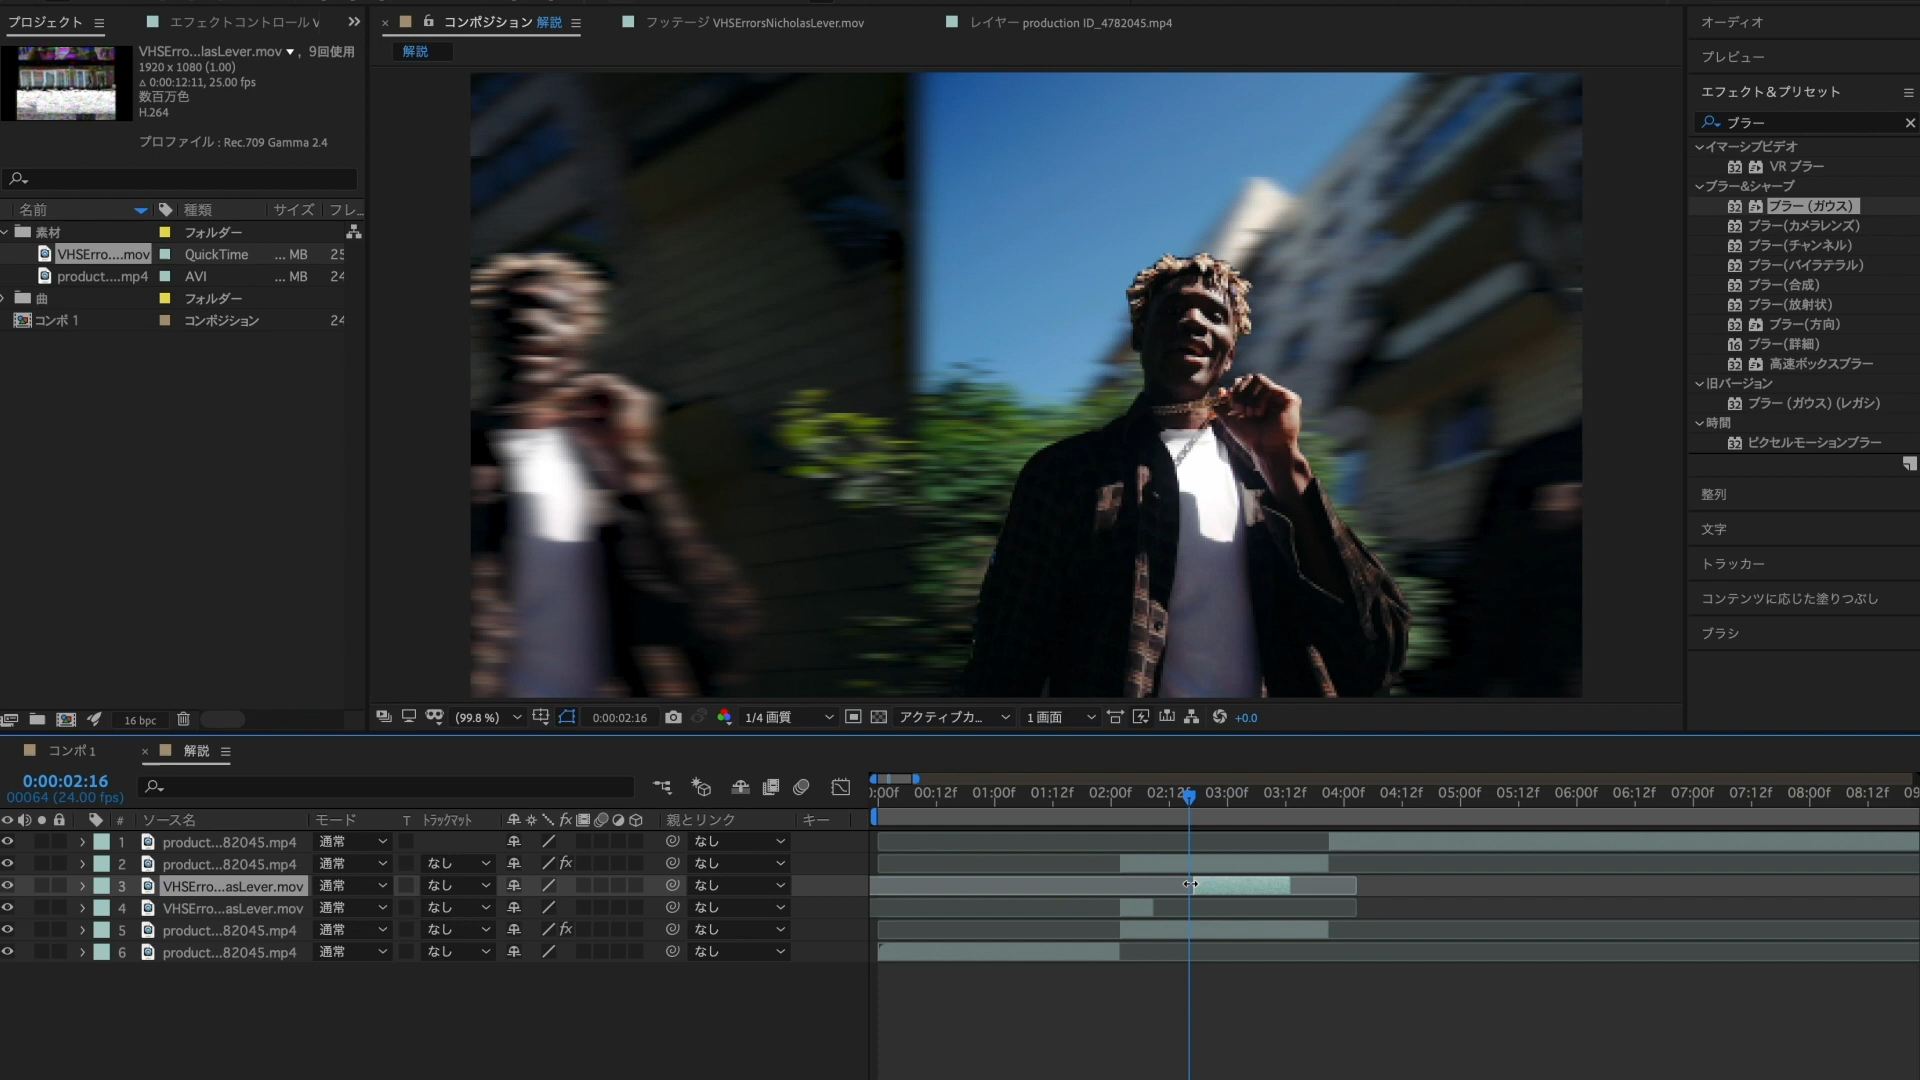 プロジェクト
エフェクトコントロール
コンポジション 解説
フッテージ VHSErrorsNicholasLever.mov
レイヤー production ID_4782045.mp4
解説
VHSErro...lasLever.mov ▼, 9回使用
1920 x 1080 (1.00)
Δ 0:00:12:11, 25.00 fps
数百万色
H.264
プロファイル : Rec.709 Gamma 2.4
名前 種類 サイズ フレ...
素材 フォルダー
VHSErro....mov QuickTime ... MB 25
product....mp4 AVI ... MB 24
曲 フォルダー
コンポ 1 コンポジション 24
16 bpc
(99.8 %) 0:00:02:16 1/4 画質 アクティブカ... 1 画面 +0.0
オーディオ
プレビュー
エフェクト＆プリセット
ブラー
イマーシブビデオ
32 VR ブラー
ブラー&シャープ
32 ブラー (ガウス)
32 ブラー(カメラレンズ)
32 ブラー(チャンネル)
32 ブラー(バイラテラル)
32 ブラー(合成)
32 ブラー(放射状)
32 ブラー(方向)
16 ブラー(詳細)
32 高速ボックスブラー
旧バージョン
32 ブラー (ガウス) (レガシ)
時間
32 ピクセルモーションブラー
整列
文字
トラッカー
コンテンツに応じた塗りつぶし
ブラシ
コンポ 1
解説
0:00:02:16
00064 (24.00 fps)
:00f 00:12f 01:00f 01:12f 02:00f 02:12f 03:00f 03:12f 04:00f 04:12f 05:00f 05:12f 06:00f 06:12f 07:00f 07:12f 08:00f 08:12f 09
# ソース名 モード T トラックマット fx 親とリンク キー
1 product...82045.mp4 通常 なし
2 product...82045.mp4 通常 なし fx なし
3 VHSErro...asLever.mov 通常 なし なし
4 VHSErro...asLever.mov 通常 なし なし
5 product...82045.mp4 通常 なし fx なし
6 product...82045.mp4 通常 なし なし